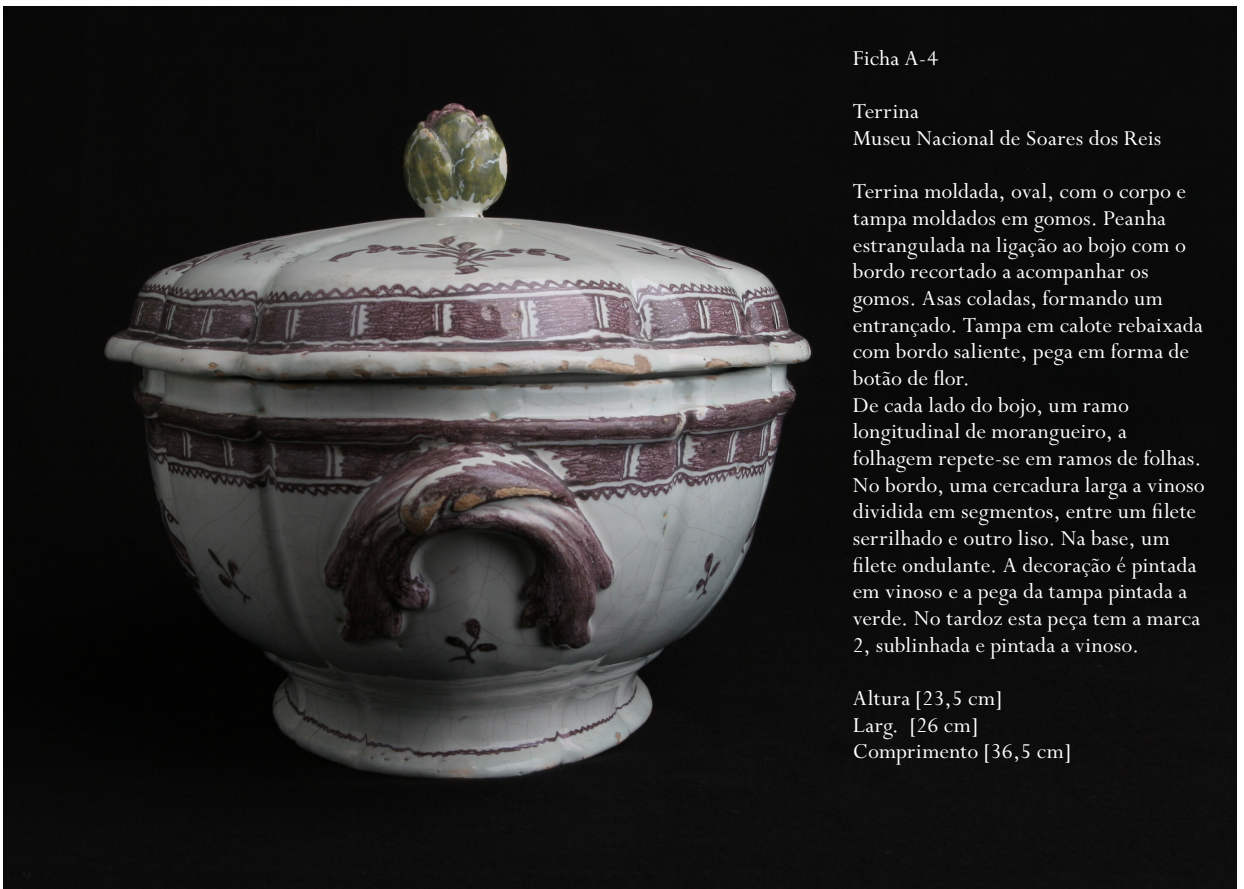 Ficha A-4
Terrina
Museu Nacional de Soares dos Reis
Terrina moldada, oval, com o corpo e
tampa moldados em gomos. Peanha
estrangulada na ligação ao bojo com o
bordo recortado a acompanhar os
gomos. Asas coladas, formando um
entrançado. Tampa em calote rebaixada
com bordo saliente, pega em forma de
botão de flor.
De cada lado do bojo, um ramo
longitudinal de morangueiro, a
folhagem repete-se em ramos de folhas.
No bordo, uma cercadura larga a vinoso
dividida em segmentos, entre um filete
serrilhado e outro liso. Na base, um
filete ondulante. A decoração é pintada
em vinoso e a pega da tampa pintada a
verde. No tardoz esta peça tem a marca
2, sublinhada e pintada a vinoso.
Altura [23,5 cm]
Larg. [26 cm]
Comprimento [36,5 cm]